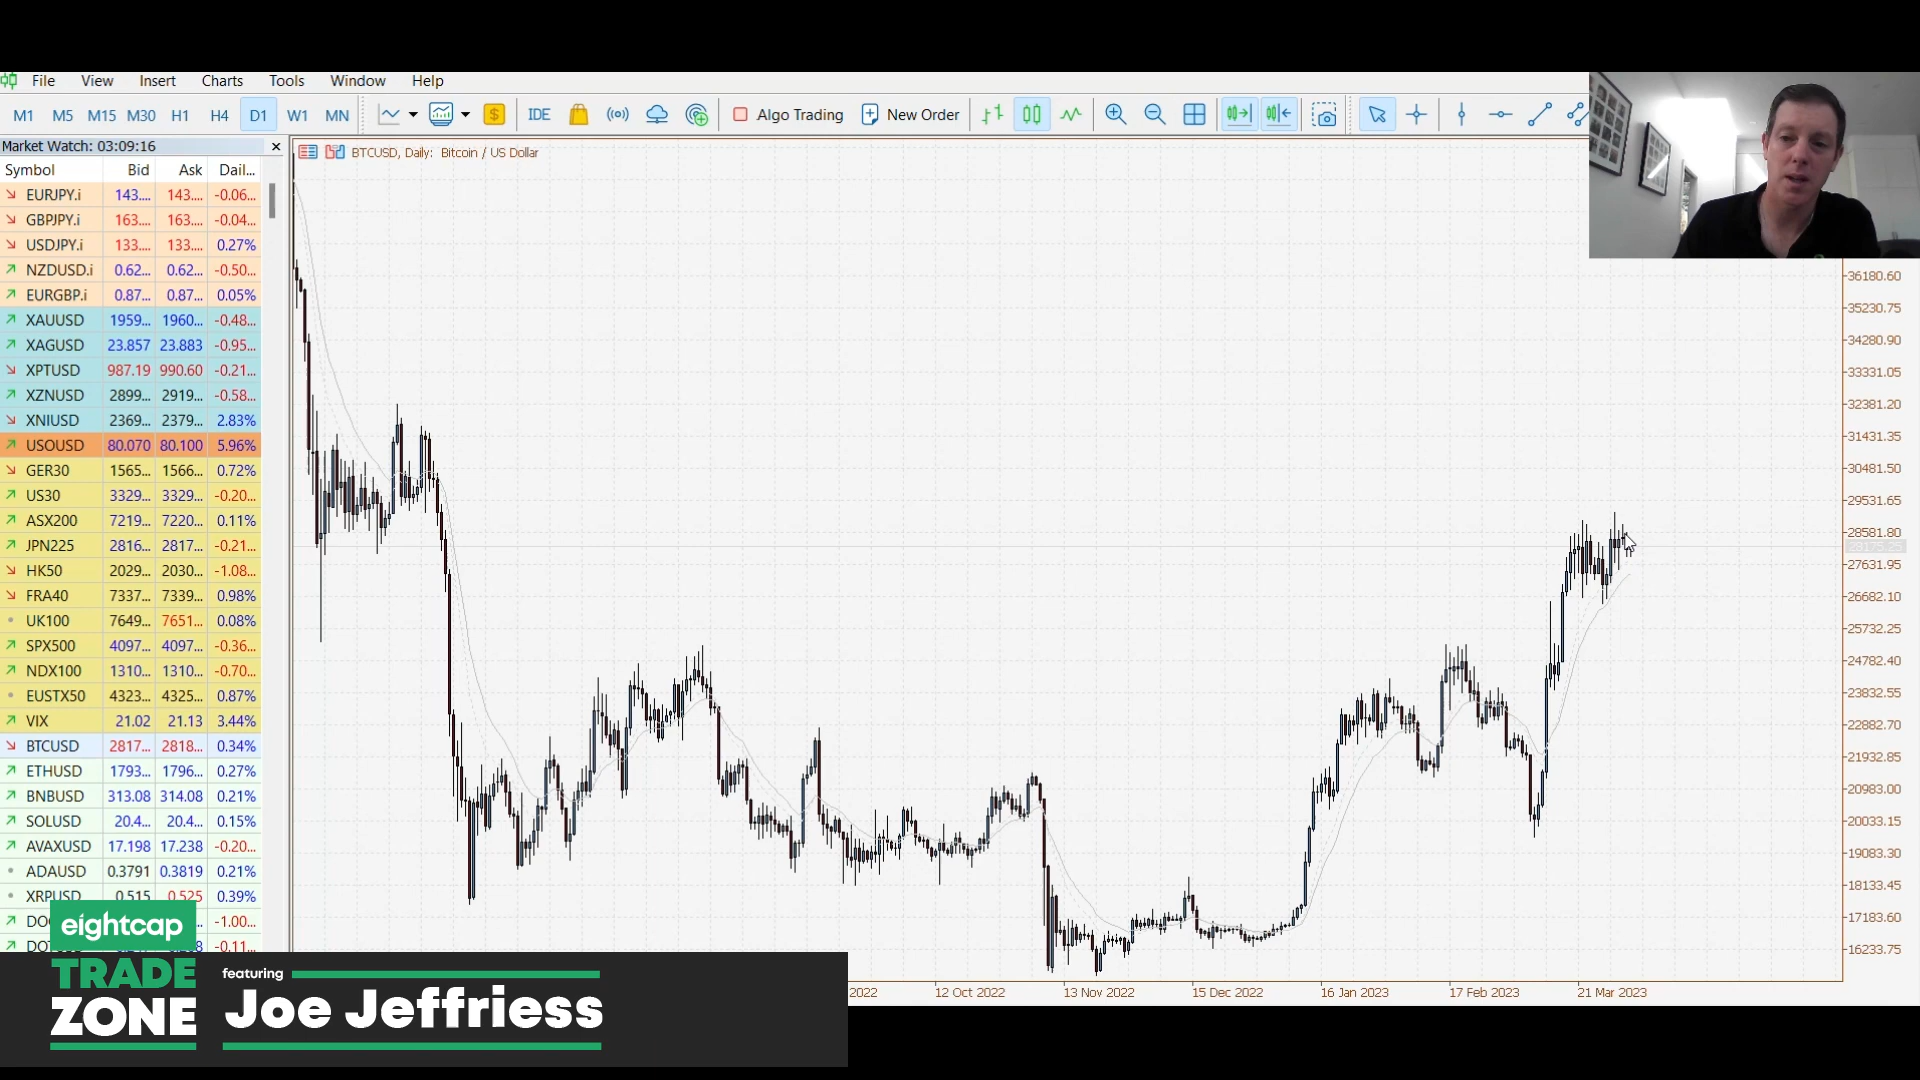 File View Insert Charts Tools Window Help
M1 M5 M15 M30 H1 H4 D1 W1 MN IDE Algo Trading New Order
Market Watch: 03:09:16
BTCUSD, Daily: Bitcoin / US Dollar
Symbol Bid Ask Dail...
EURJPY.i 143.... 143.... -0.06...
GBPJPY.i 163.... 163.... -0.04...
USDJPY.i 133.... 133.... 0.27%
NZDUSD.i 0.62... 0.62... -0.50...
EURGBP.i 0.87... 0.87... 0.05%
XAUUSD 1959... 1960... -0.48...
XAGUSD 23.857 23.883 -0.95...
XPTUSD 987.19 990.60 -0.21...
XZNUSD 2899... 2919... -0.58...
XNIUSD 2369... 2379... 2.83%
USOUSD 80.070 80.100 5.96%
GER30 1565... 1566... 0.72%
US30 3329... 3329... -0.20...
ASX200 7219... 7220... 0.11%
JPN225 2816... 2817... -0.21...
HK50 2029... 2030... -1.08...
FRA40 7337... 7339... 0.98%
UK100 7649... 7651... 0.08%
SPX500 4097... 4097... -0.36...
NDX100 1310... 1310... -0.70...
EUSTX50 4323... 4325... 0.87%
VIX 21.02 21.13 3.44%
BTCUSD 2817... 2818... 0.34%
ETHUSD 1793... 1796... 0.27%
BNBUSD 313.08 314.08 0.21%
SOLUSD 20.4... 20.4... 0.15%
AVAXUSD 17.198 17.238 -0.20...
ADAUSD 0.3791 0.3819 0.21%
XRPUSD 0.515 0.525 0.39%
-1.00...
-0.11...
36180.60
35230.75
34280.90
33331.05
32381.20
31431.35
30481.50
29531.65
28581.80
27631.95
26682.10
25732.25
24782.40
23832.55
22882.70
21932.85
20983.00
20033.15
19083.30
18133.45
17183.60
16233.75
2022 12 Oct 2022 13 Nov 2022 15 Dec 2022 16 Jan 2023 17 Feb 2023 21 Mar 2023
eightcap
TRADE
ZONE
featuring
Joe Jeffriess